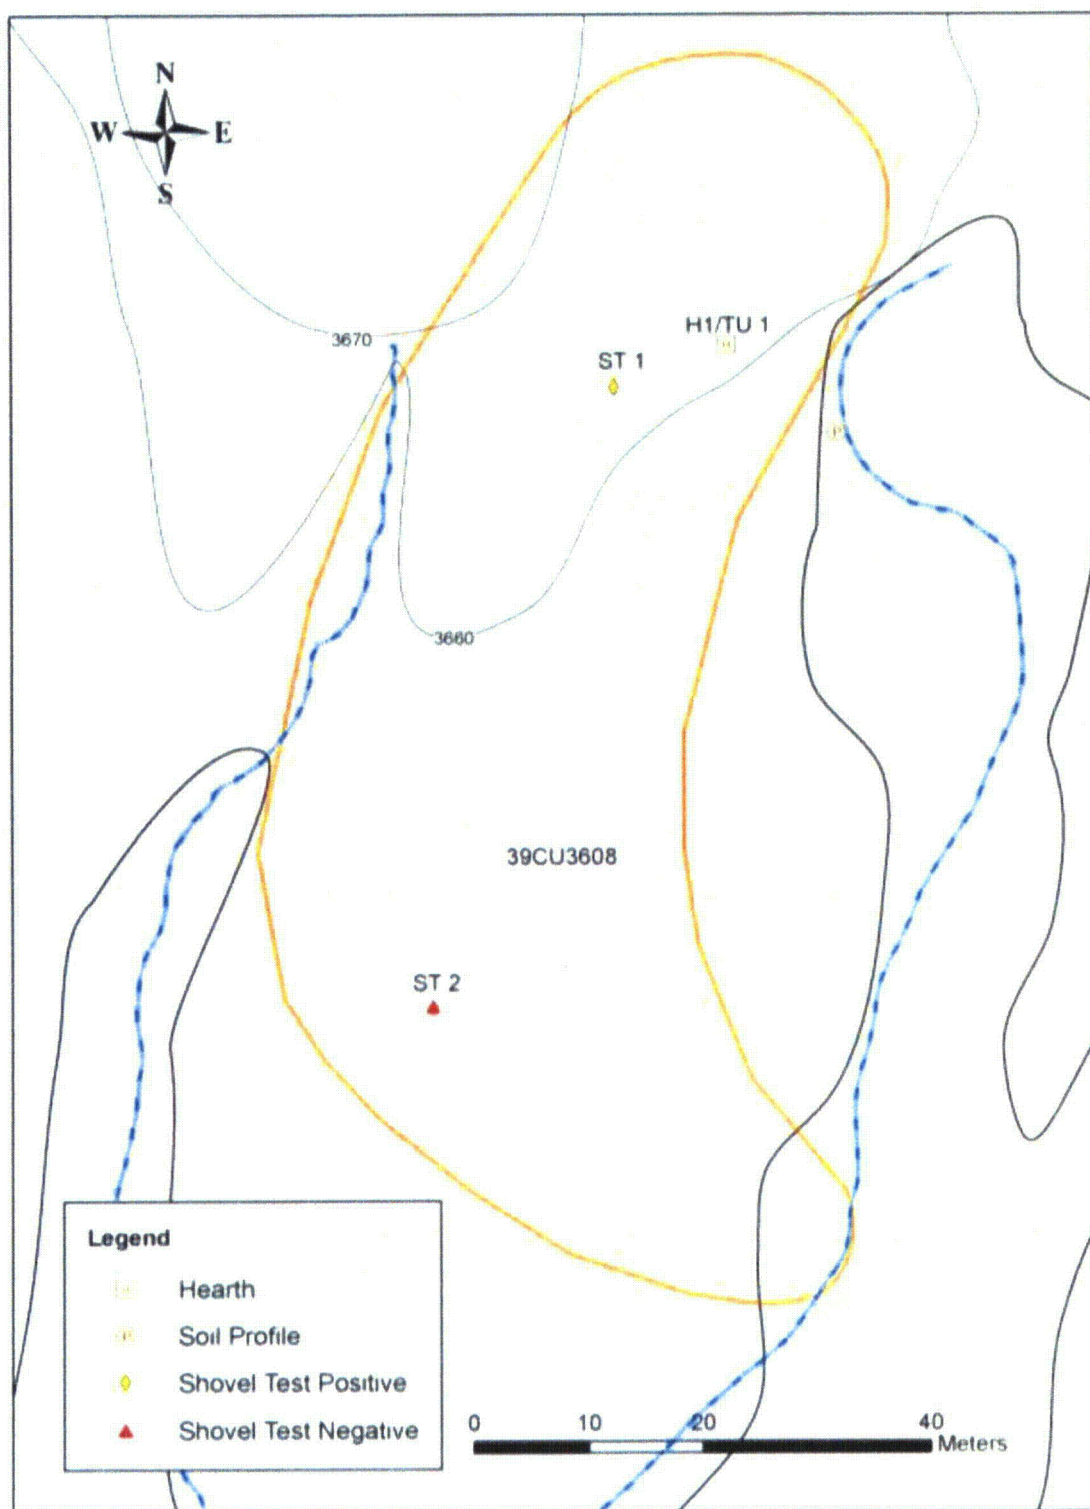 N
W E
S
3670
H1/TU 1
ST 1
3660
39CU3608
ST 2
Legend
Hearth
Soil Profile
Shovel Test Positive
Shovel Test Negative
0 10 20 40
Meters